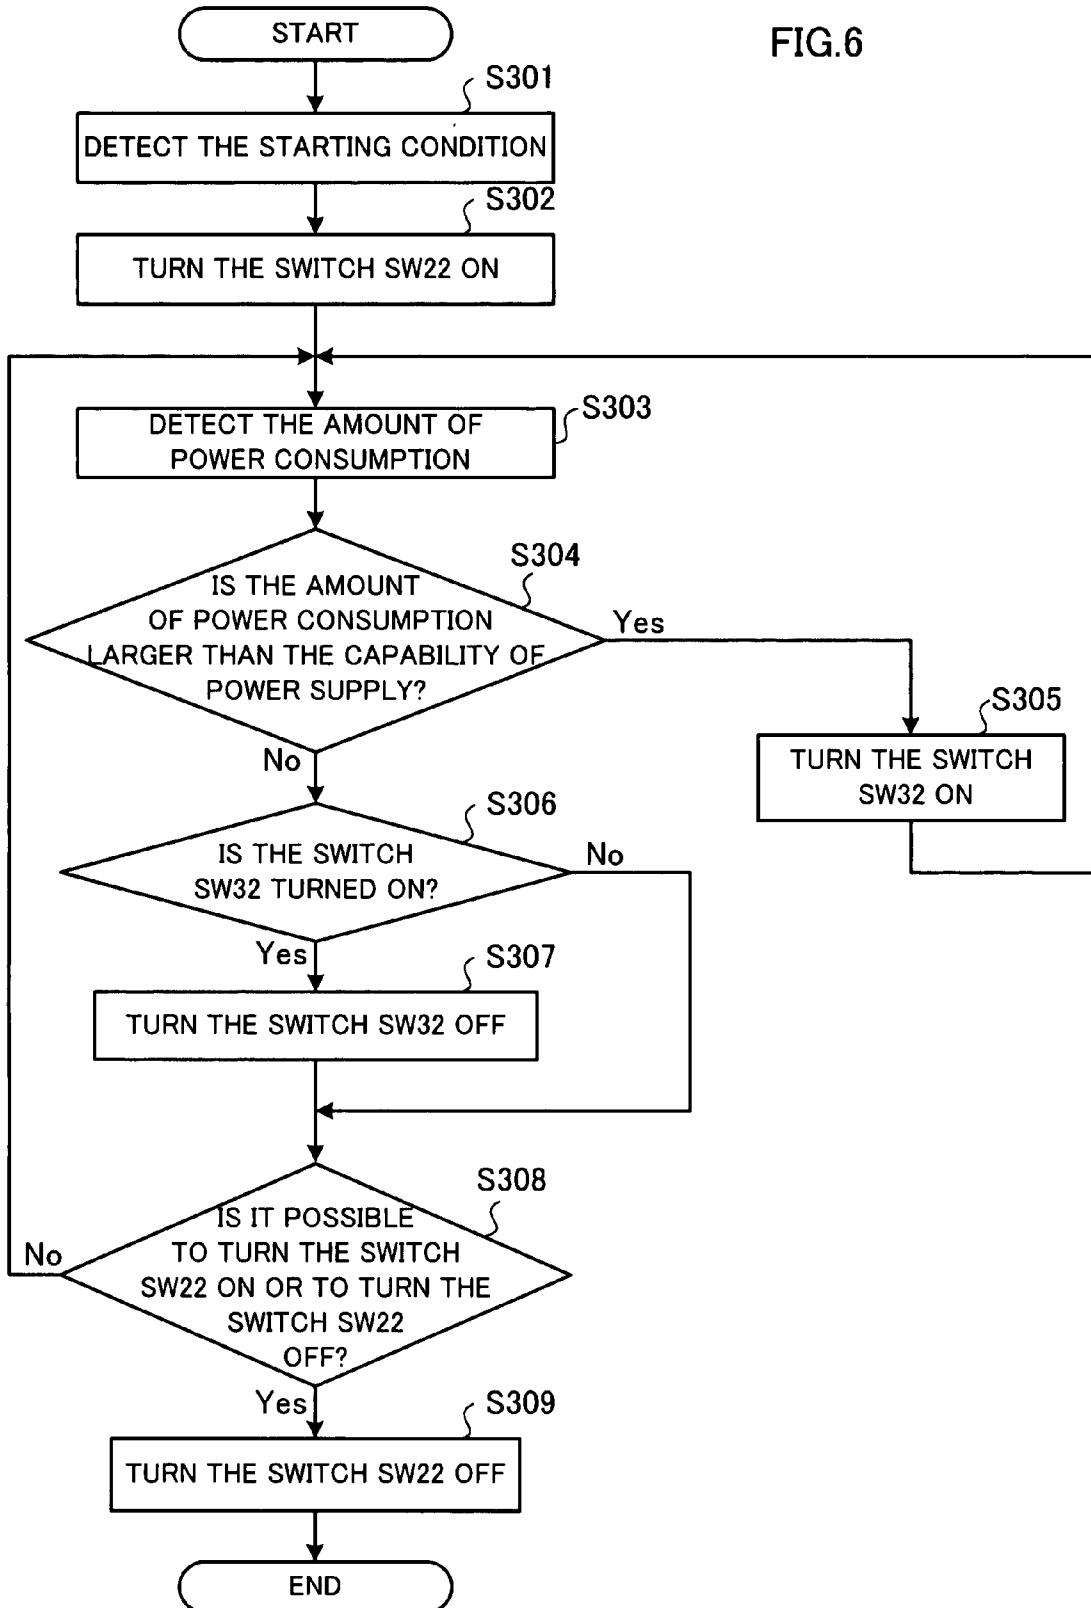 START
FIG.6
S301
DETECT THE STARTING CONDITION
S302
TURN THE SWITCH SW22 ON
S303
DETECT THE AMOUNT OF
POWER CONSUMPTION
S304
IS THE AMOUNT
OF POWER CONSUMPTION
LARGER THAN THE CAPABILITY OF
POWER SUPPLY?
Yes
No
S305
TURN THE SWITCH
SW32 ON
S306
IS THE SWITCH
SW32 TURNED ON?
No
Yes
S307
TURN THE SWITCH SW32 OFF
S308
IS IT POSSIBLE
TO TURN THE SWITCH
SW22 ON OR TO TURN THE
SWITCH SW22
OFF?
No
Yes
S309
TURN THE SWITCH SW22 OFF
END